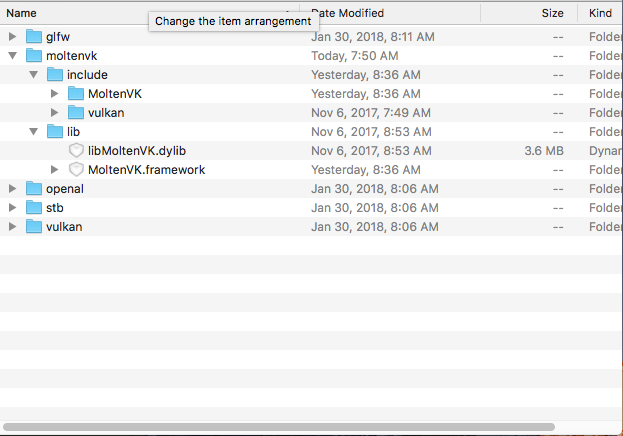 Name Date Modified Size Kind
Change the item arrangement
glfw Jan 30, 2018, 8:11 AM -- Folder
moltenvk Today, 7:50 AM -- Folder
include Yesterday, 8:36 AM -- Folder
MoltenVK Yesterday, 8:36 AM -- Folder
vulkan Nov 6, 2017, 7:49 AM -- Folder
lib Nov 6, 2017, 8:53 AM -- Folder
libMoltenVK.dylib Nov 6, 2017, 8:53 AM 3.6 MB Dynar
MoltenVK.framework Yesterday, 8:36 AM -- Folder
openal Jan 30, 2018, 8:06 AM -- Folder
stb Jan 30, 2018, 8:06 AM -- Folder
vulkan Jan 30, 2018, 8:06 AM -- Folder